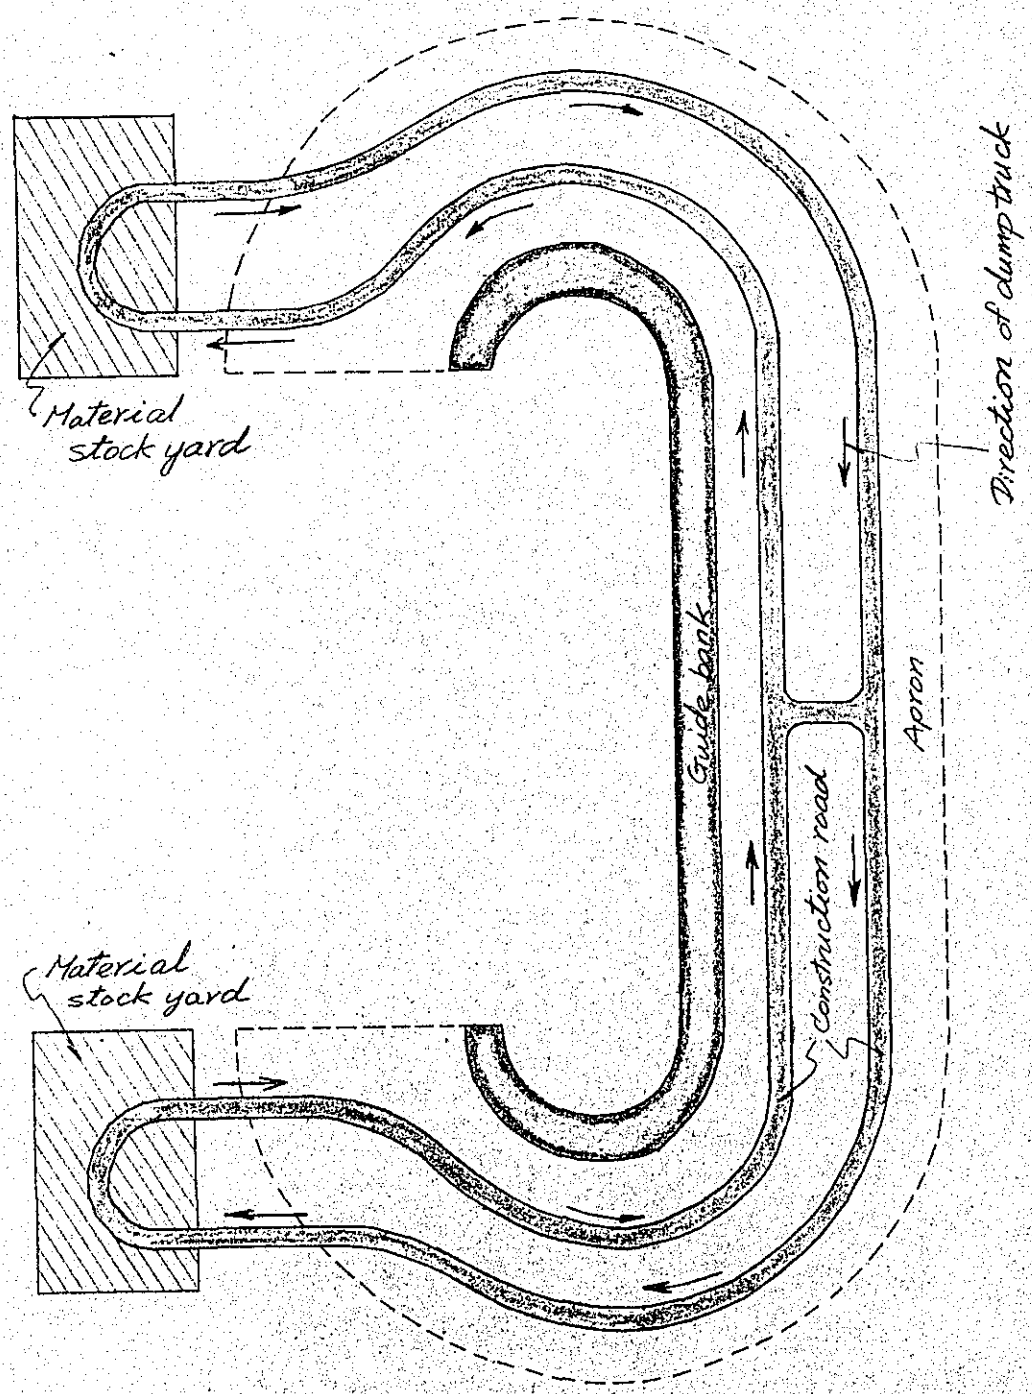 Material
stock yard
Direction of dump truck
Guide bank
Apron
Construction road
Material
stock yard